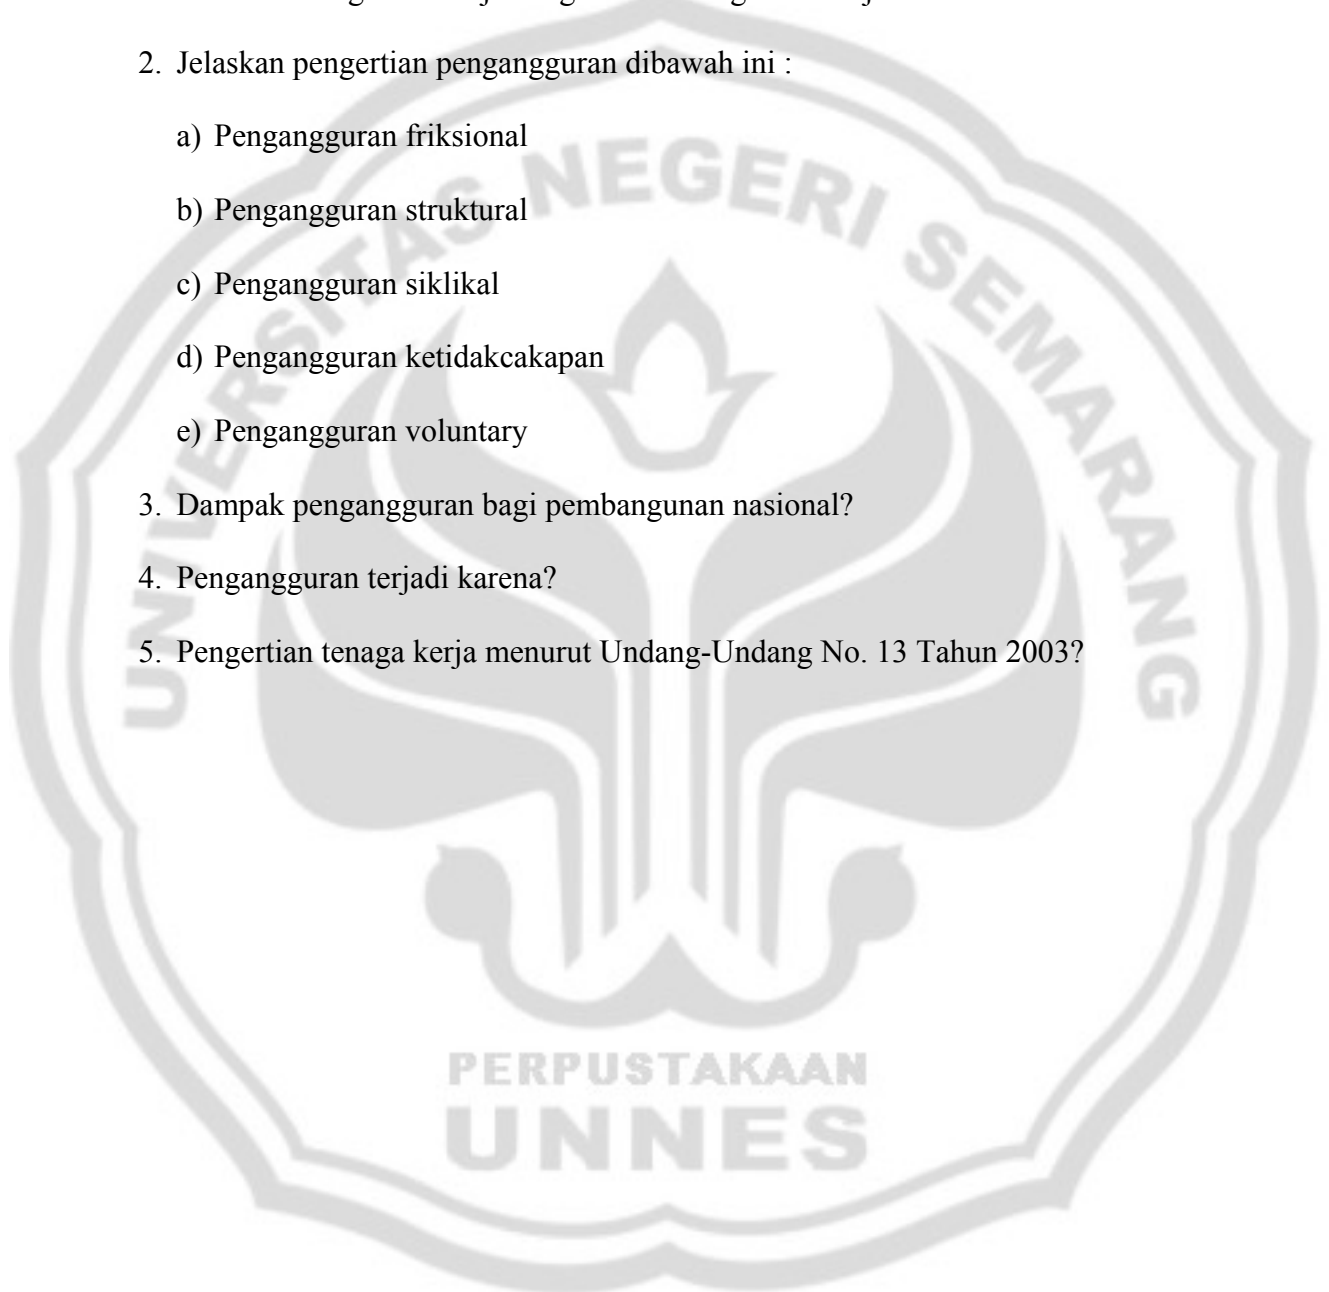 2. Jelaskan pengertian pengangguran dibawah ini :
a) Pengangguran friksional
b) Pengangguran struktural
c) Pengangguran siklikal
d) Pengangguran ketidakcakapan
e) Pengangguran voluntary
3. Dampak pengangguran bagi pembangunan nasional?
4. Pengangguran terjadi karena?
5. Pengertian tenaga kerja menurut Undang-Undang No. 13 Tahun 2003?
UNIVERSITAS NEGERI SEMARANG
PERPUSTAKAAN
UNNES